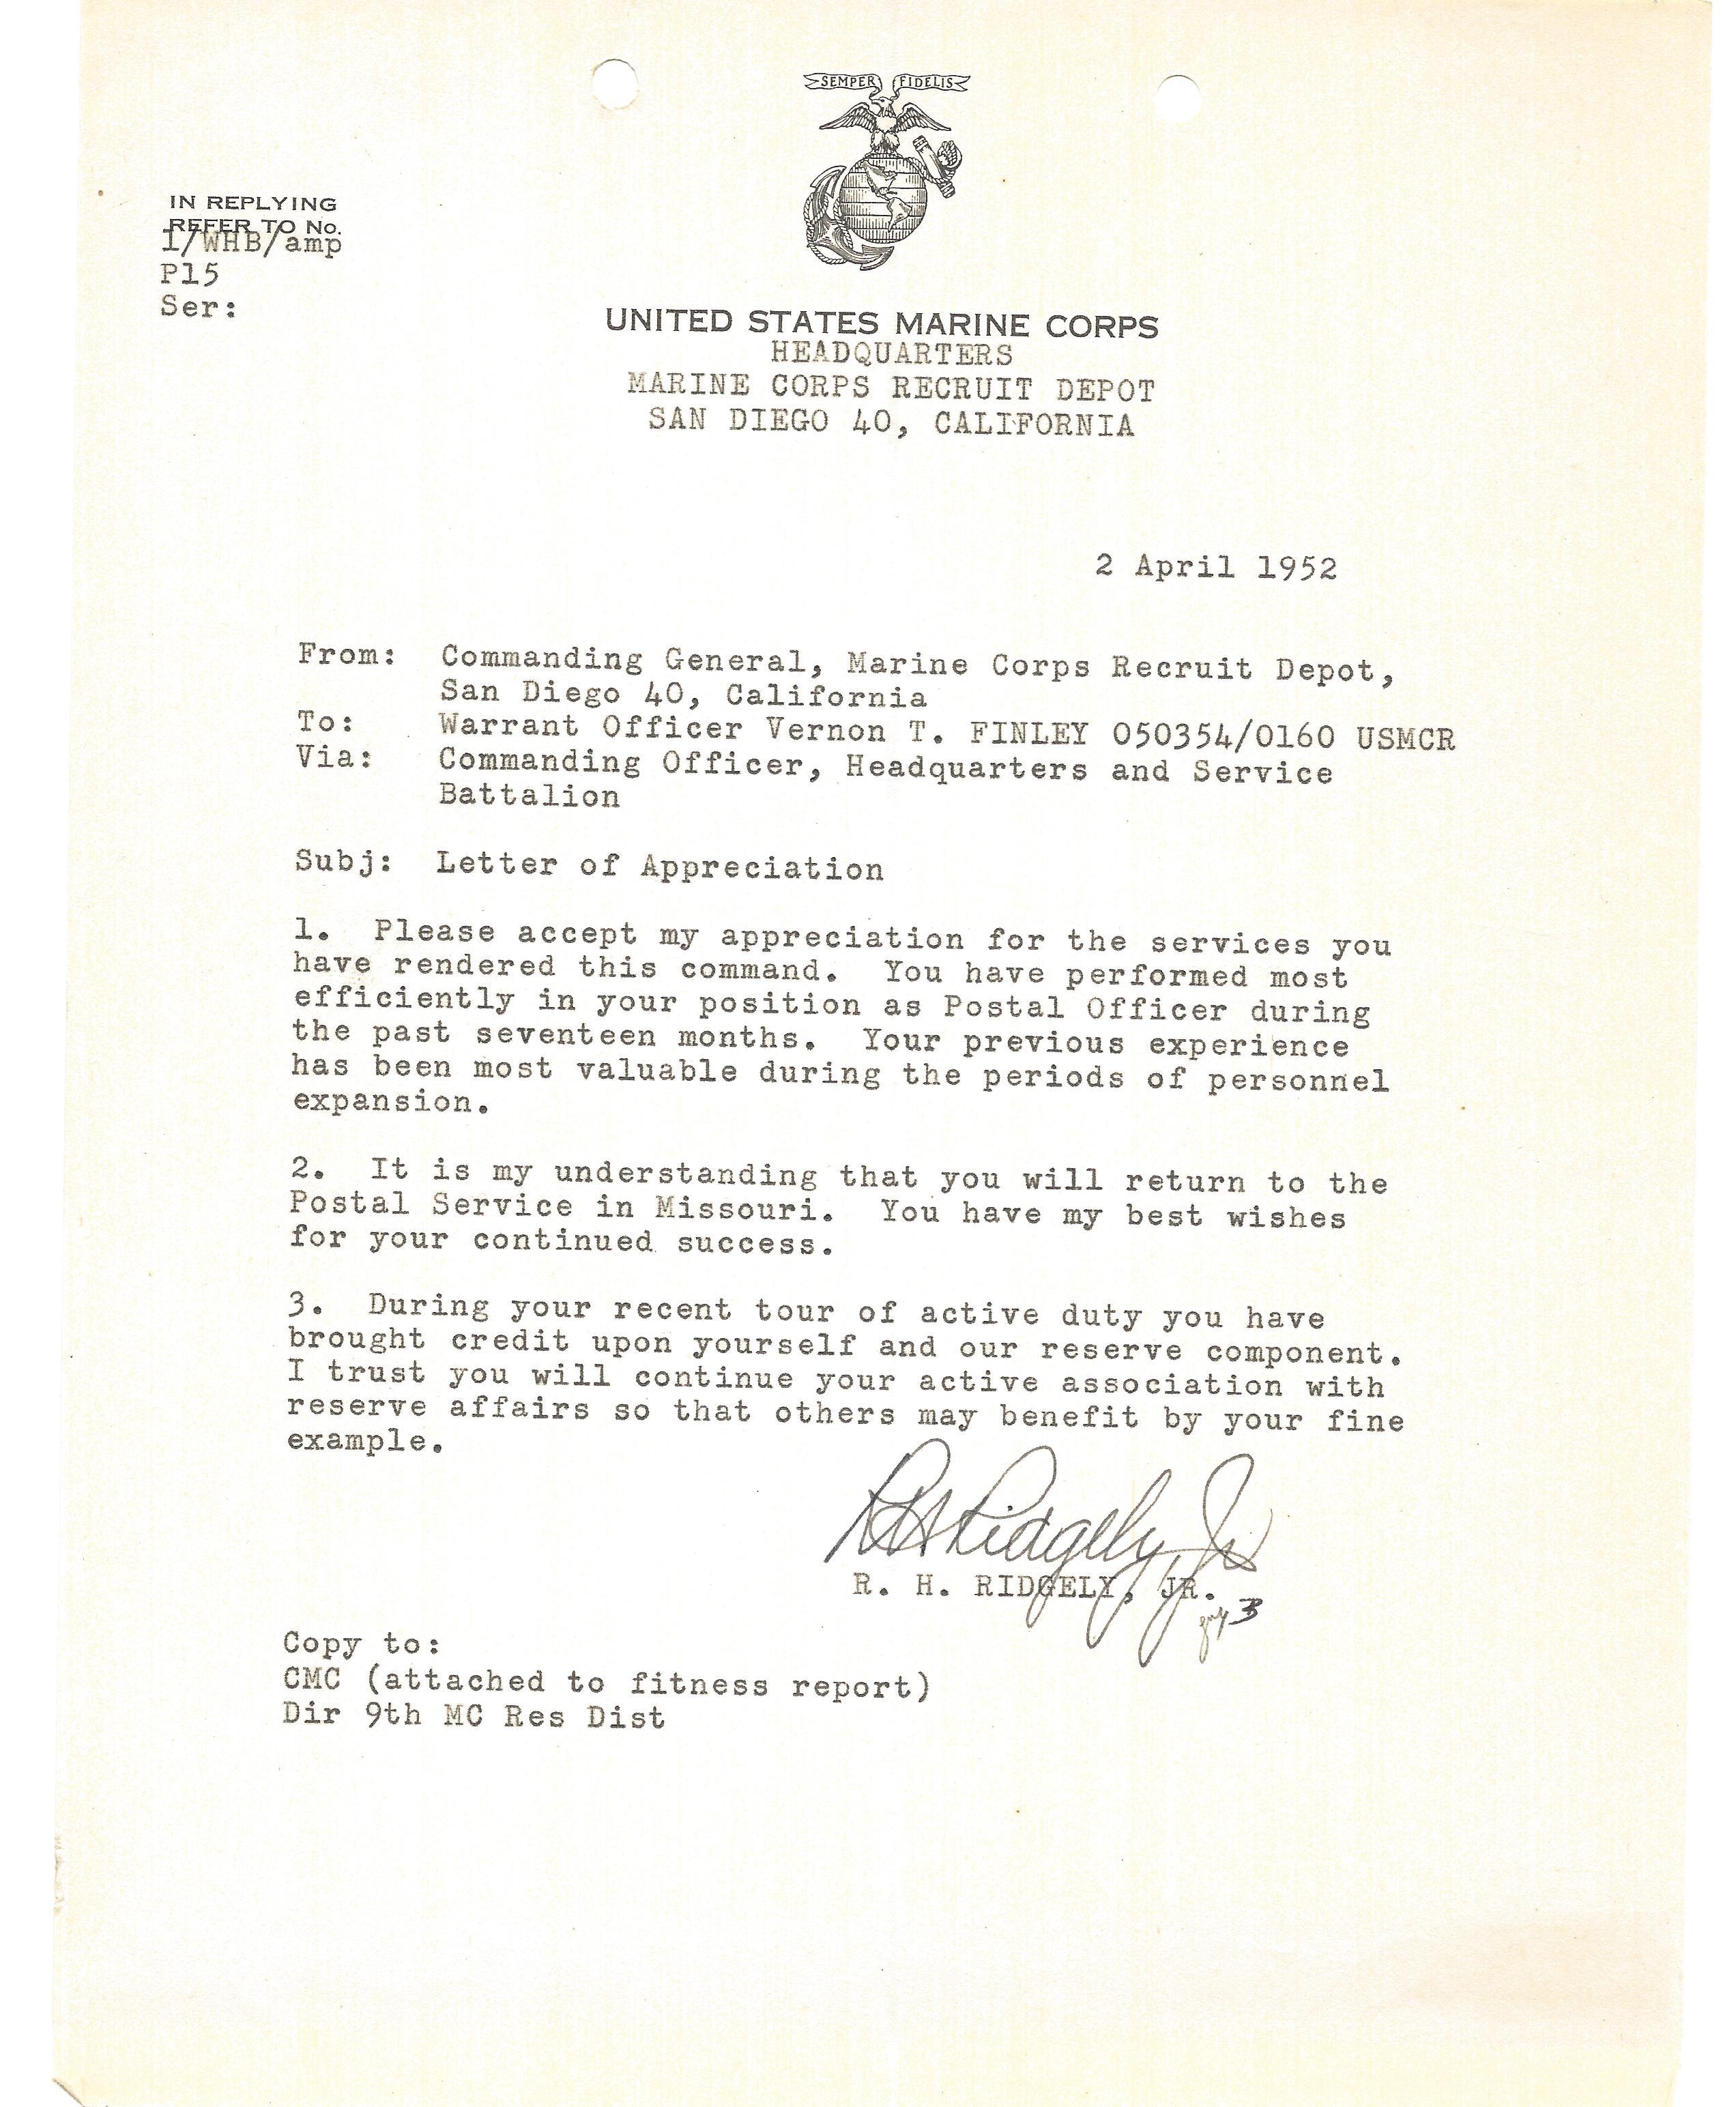 SEMPER FIDELIS
IN REPLYING
REFER TO No.
1/WHB/amp
P15
Ser:
UNITED STATES MARINE CORPS
HEADQUARTERS
MARINE CORPS RECRUIT DEPOT
SAN DIEGO 40, CALIFORNIA
2 April 1952
From: Commanding General, Marine Corps Recruit Depot,
San Diego 40, California
To: Warrant Officer Vernon T. FINLEY 050354/0160 USMCR
Via: Commanding Officer, Headquarters and Service
Battalion
Subj: Letter of Appreciation
1. Please accept my appreciation for the services you
have rendered this command. You have performed most
efficiently in your position as Postal Officer during
the past seventeen months. Your previous experience
has been most valuable during the periods of personnel
expansion.
2. It is my understanding that you will return to the
Postal Service in Missouri. You have my best wishes
for your continued success.
3. During your recent tour of active duty you have
brought credit upon yourself and our reserve component.
I trust you will continue your active association with
reserve affairs so that others may benefit by your fine
example.
R H Ridgely, Jr
R. H. RIDGELY, JR.
Copy to:
CMC (attached to fitness report)
Dir 9th MC Res Dist